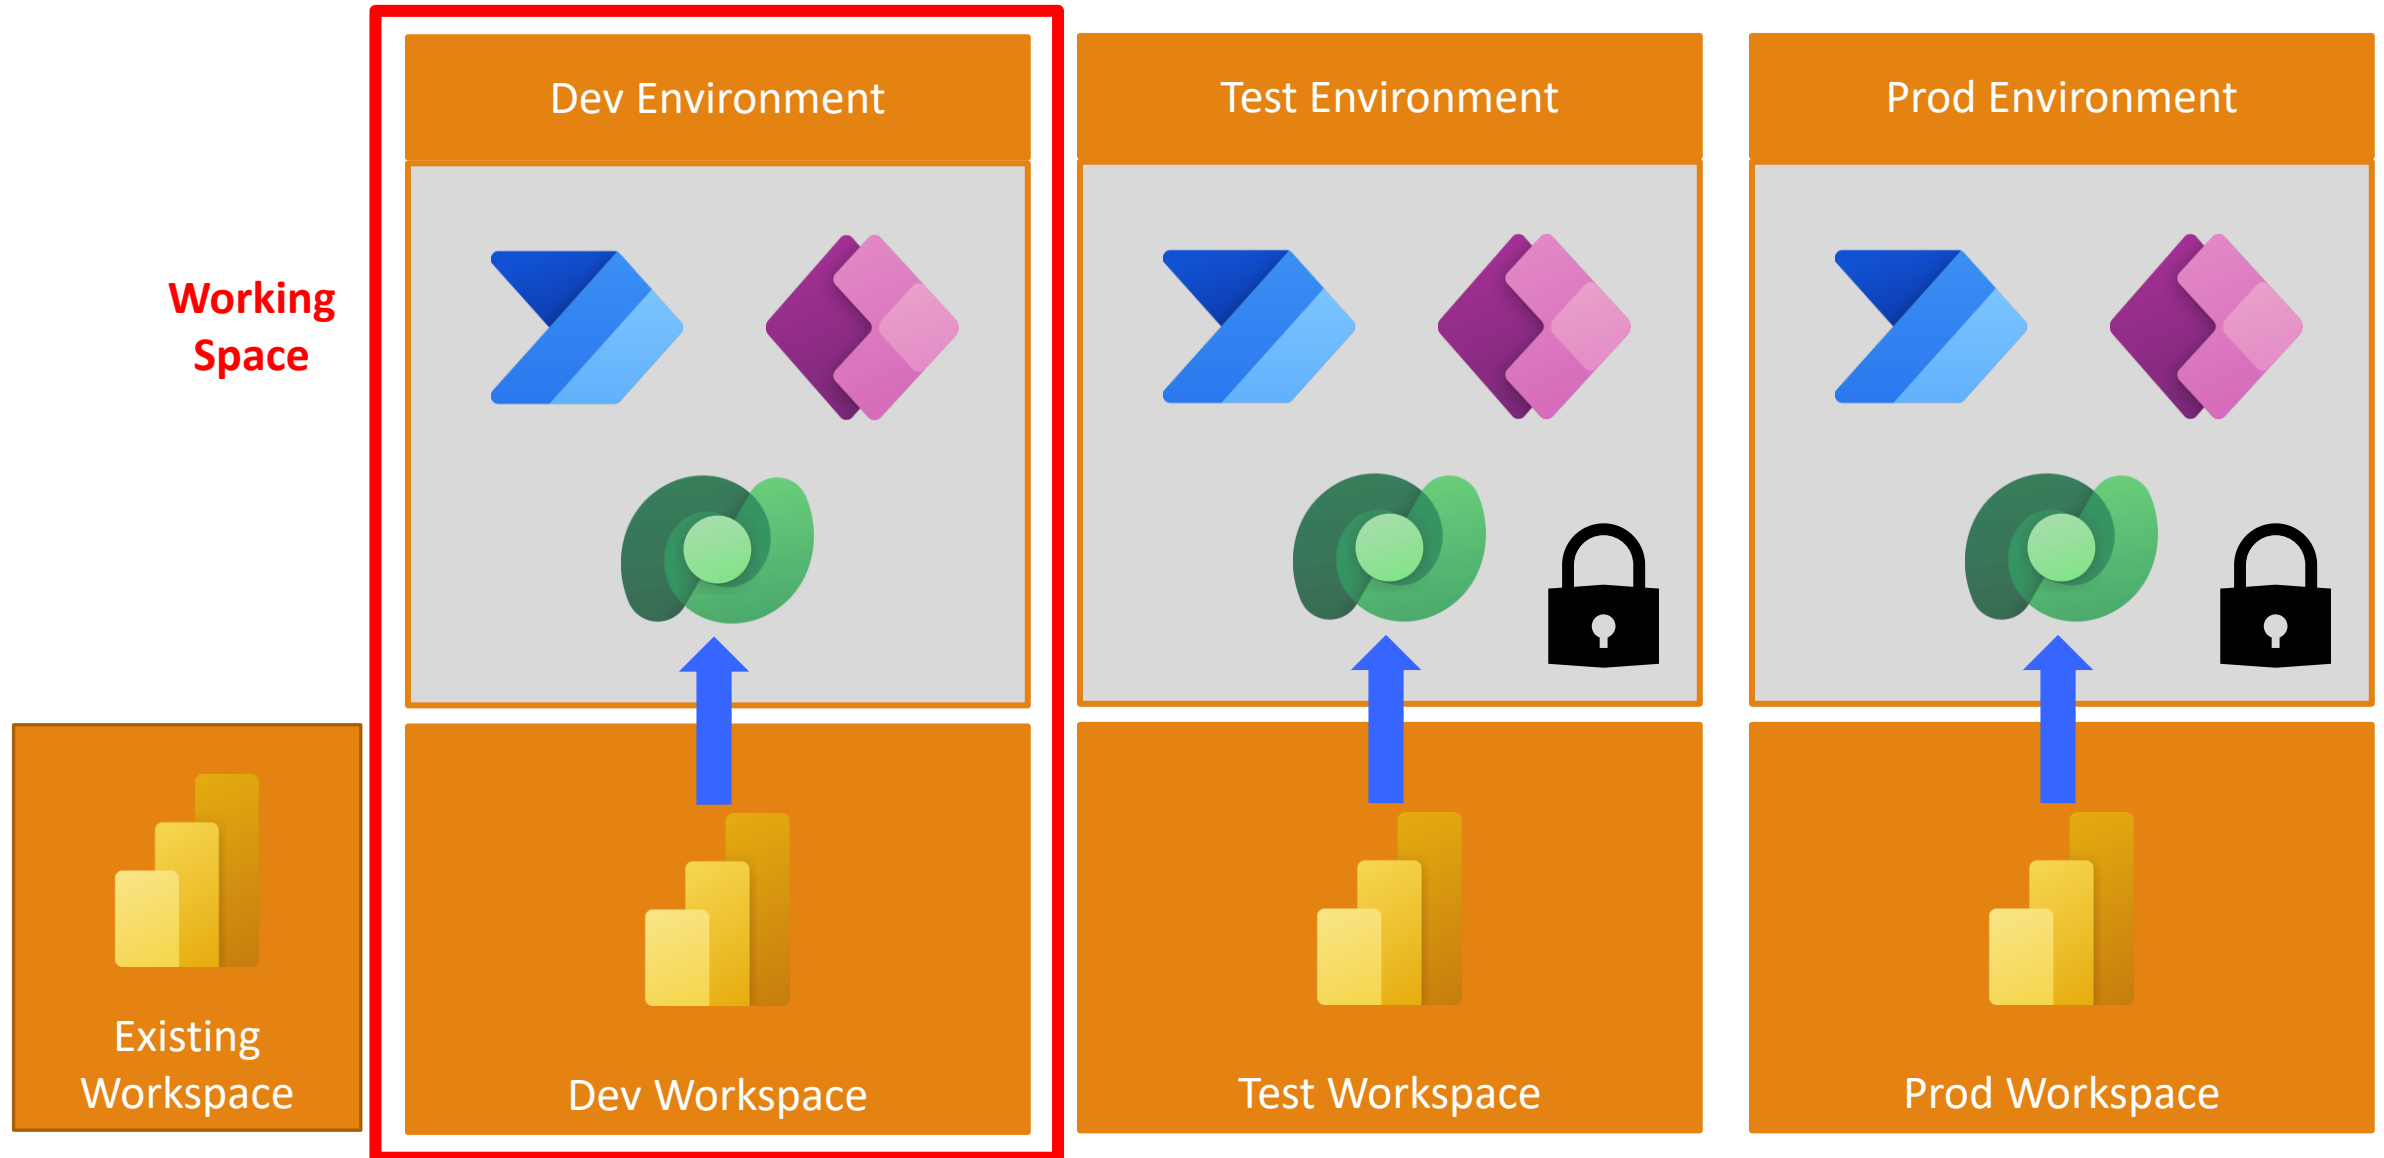 Dev Environment
Test Environment
Prod Environment
Working
Space
Existing
Workspace
Dev Workspace
Test Workspace
Prod Workspace